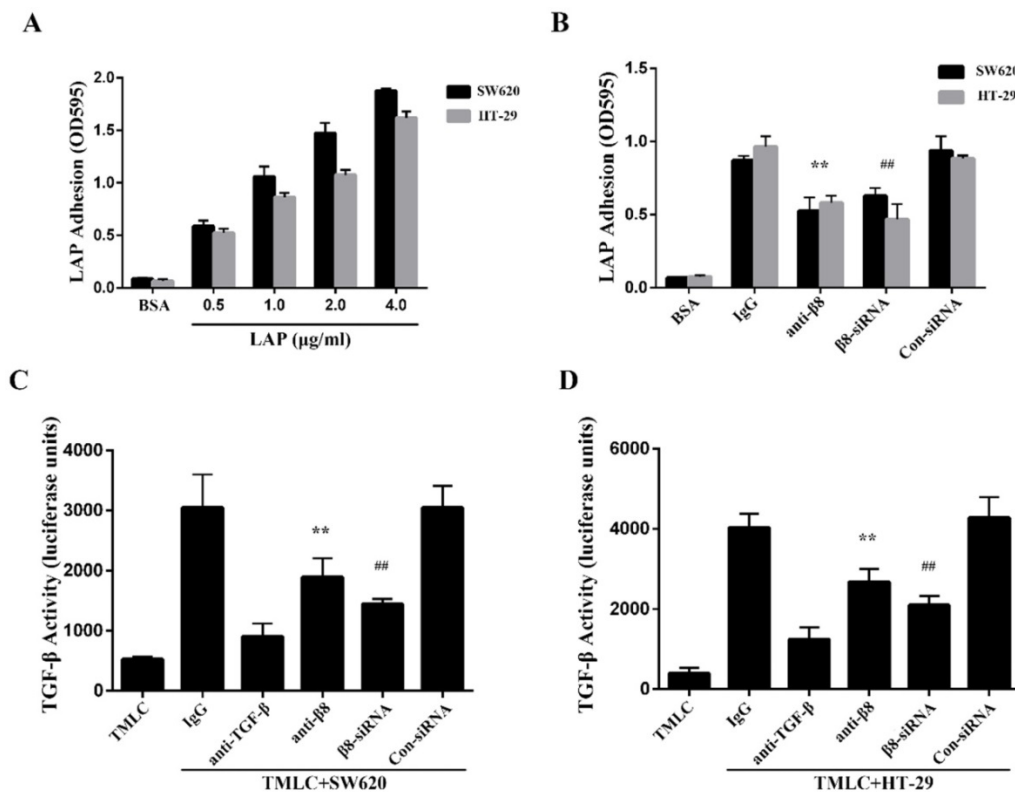 A
LAP Adhesion (OD595)
2.0
1.5
1.0
0.5
0.0
SW620
HT-29
BSA
0.5
1.0
2.0
4.0
LAP (μg/ml)
B
LAP Adhesion (OD595)
1.5
1.0
0.5
0.0
SW620
HT-29
**
##
BSA
IgG
anti-β8
β8-siRNA
Con-siRNA
C
TGF-β Activity (luciferase units)
4000
3000
2000
1000
0
**
##
TMLC
IgG
anti-TGF-β
anti-β8
β8-siRNA
Con-siRNA
TMLC+SW620
D
TGF-β Activity (luciferase units)
6000
4000
2000
0
**
##
TMLC
IgG
anti-TGF-β
anti-β8
β8-siRNA
Con-siRNA
TMLC+HT-29